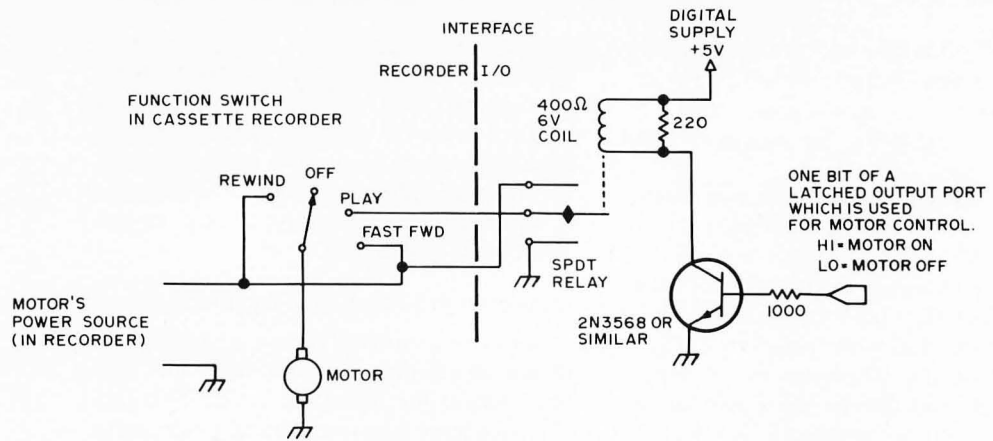 INTERFACE
RECORDER I/O
DIGITAL
SUPPLY
+5V
FUNCTION SWITCH
IN CASSETTE RECORDER
400Ω
6V
COIL
220
REWIND
OFF
PLAY
FAST FWD
ONE BIT OF A
LATCHED OUTPUT PORT
WHICH IS USED
FOR MOTOR CONTROL.
HI = MOTOR ON
LO = MOTOR OFF
SPDT
RELAY
MOTOR'S
POWER SOURCE
(IN RECORDER)
2N3568 OR
SIMILAR
1000
MOTOR